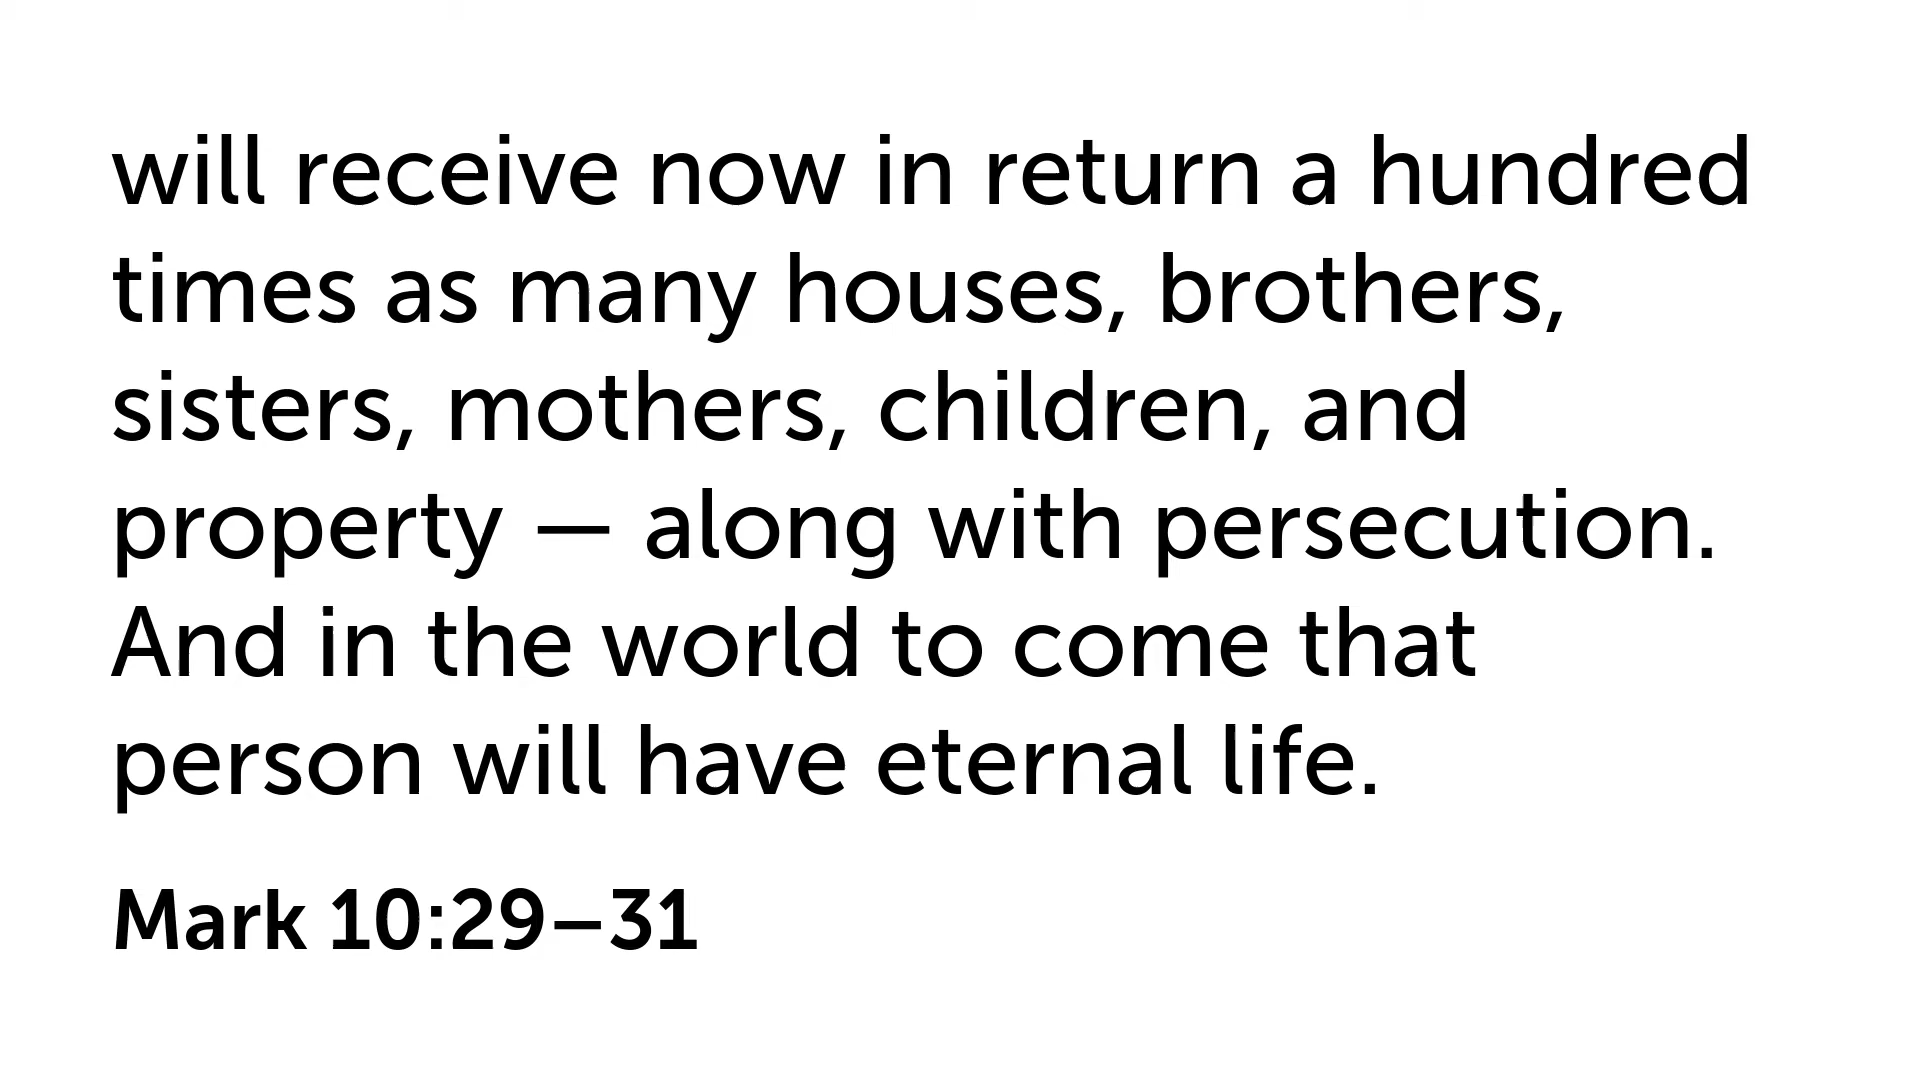 will receive now in return a hundred
times as many houses, brothers,
sisters, mothers, children, and
property — along with persecution.
And in the world to come that
person will have eternal life.
Mark 10:29–31